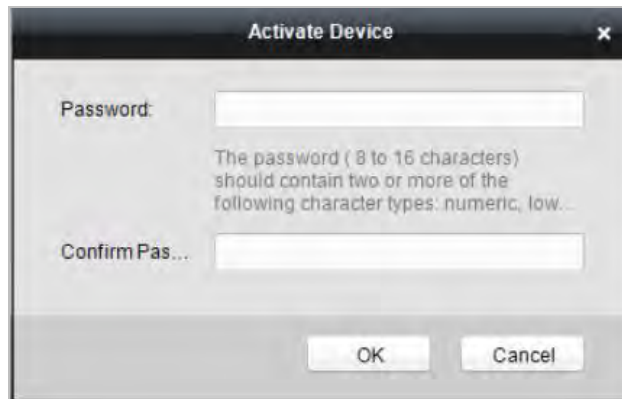 Activate Device ×
Password:
The password ( 8 to 16 characters)
should contain two or more of the
following character types: numeric, low...
Confirm Pas...
OK Cancel